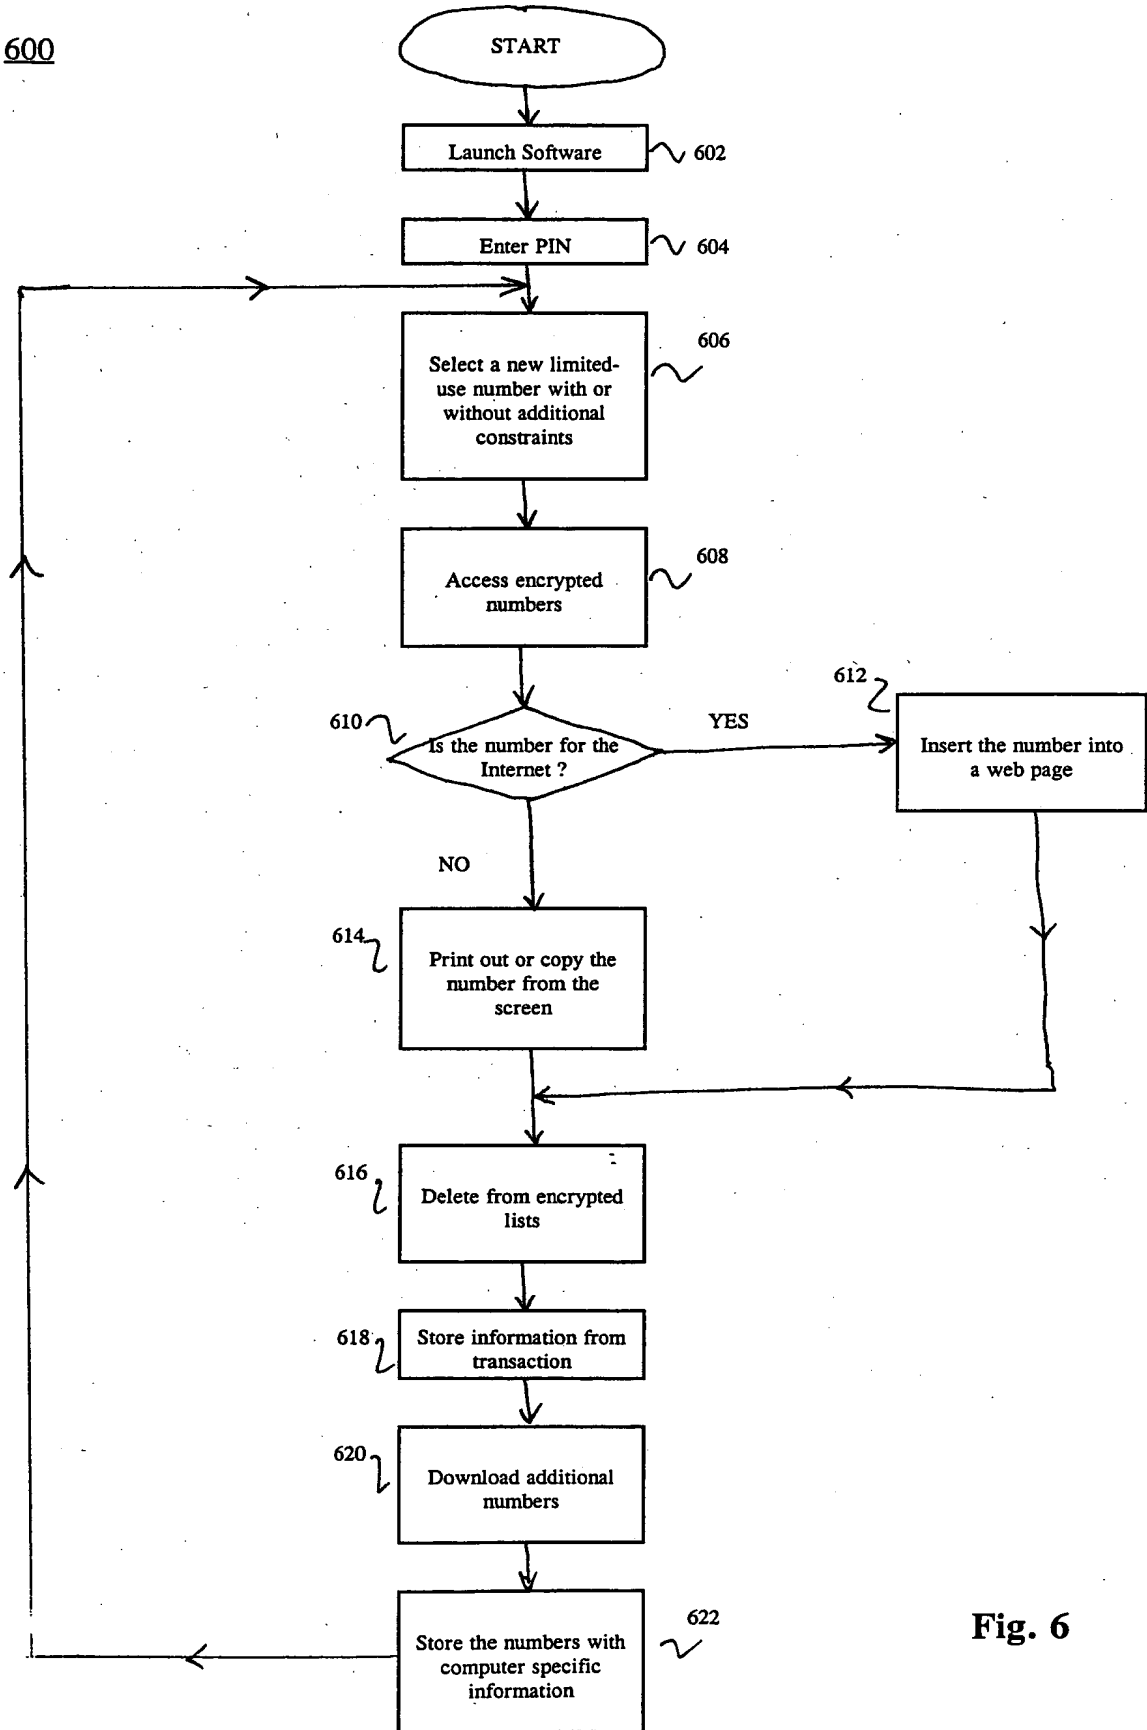 600
START
Launch Software
602
Enter PIN
604
606
Select a new limited-
use number with or
without additional
constraints
608
Access encrypted
numbers
612
610
YES
Is the number for the
Internet ?
Insert the number into
a web page
NO
614
Print out or copy the
number from the
screen
616
Delete from encrypted
lists
618
Store information from
transaction
620
Download additional
numbers
622
Fig. 6
Store the numbers with
computer specific
information